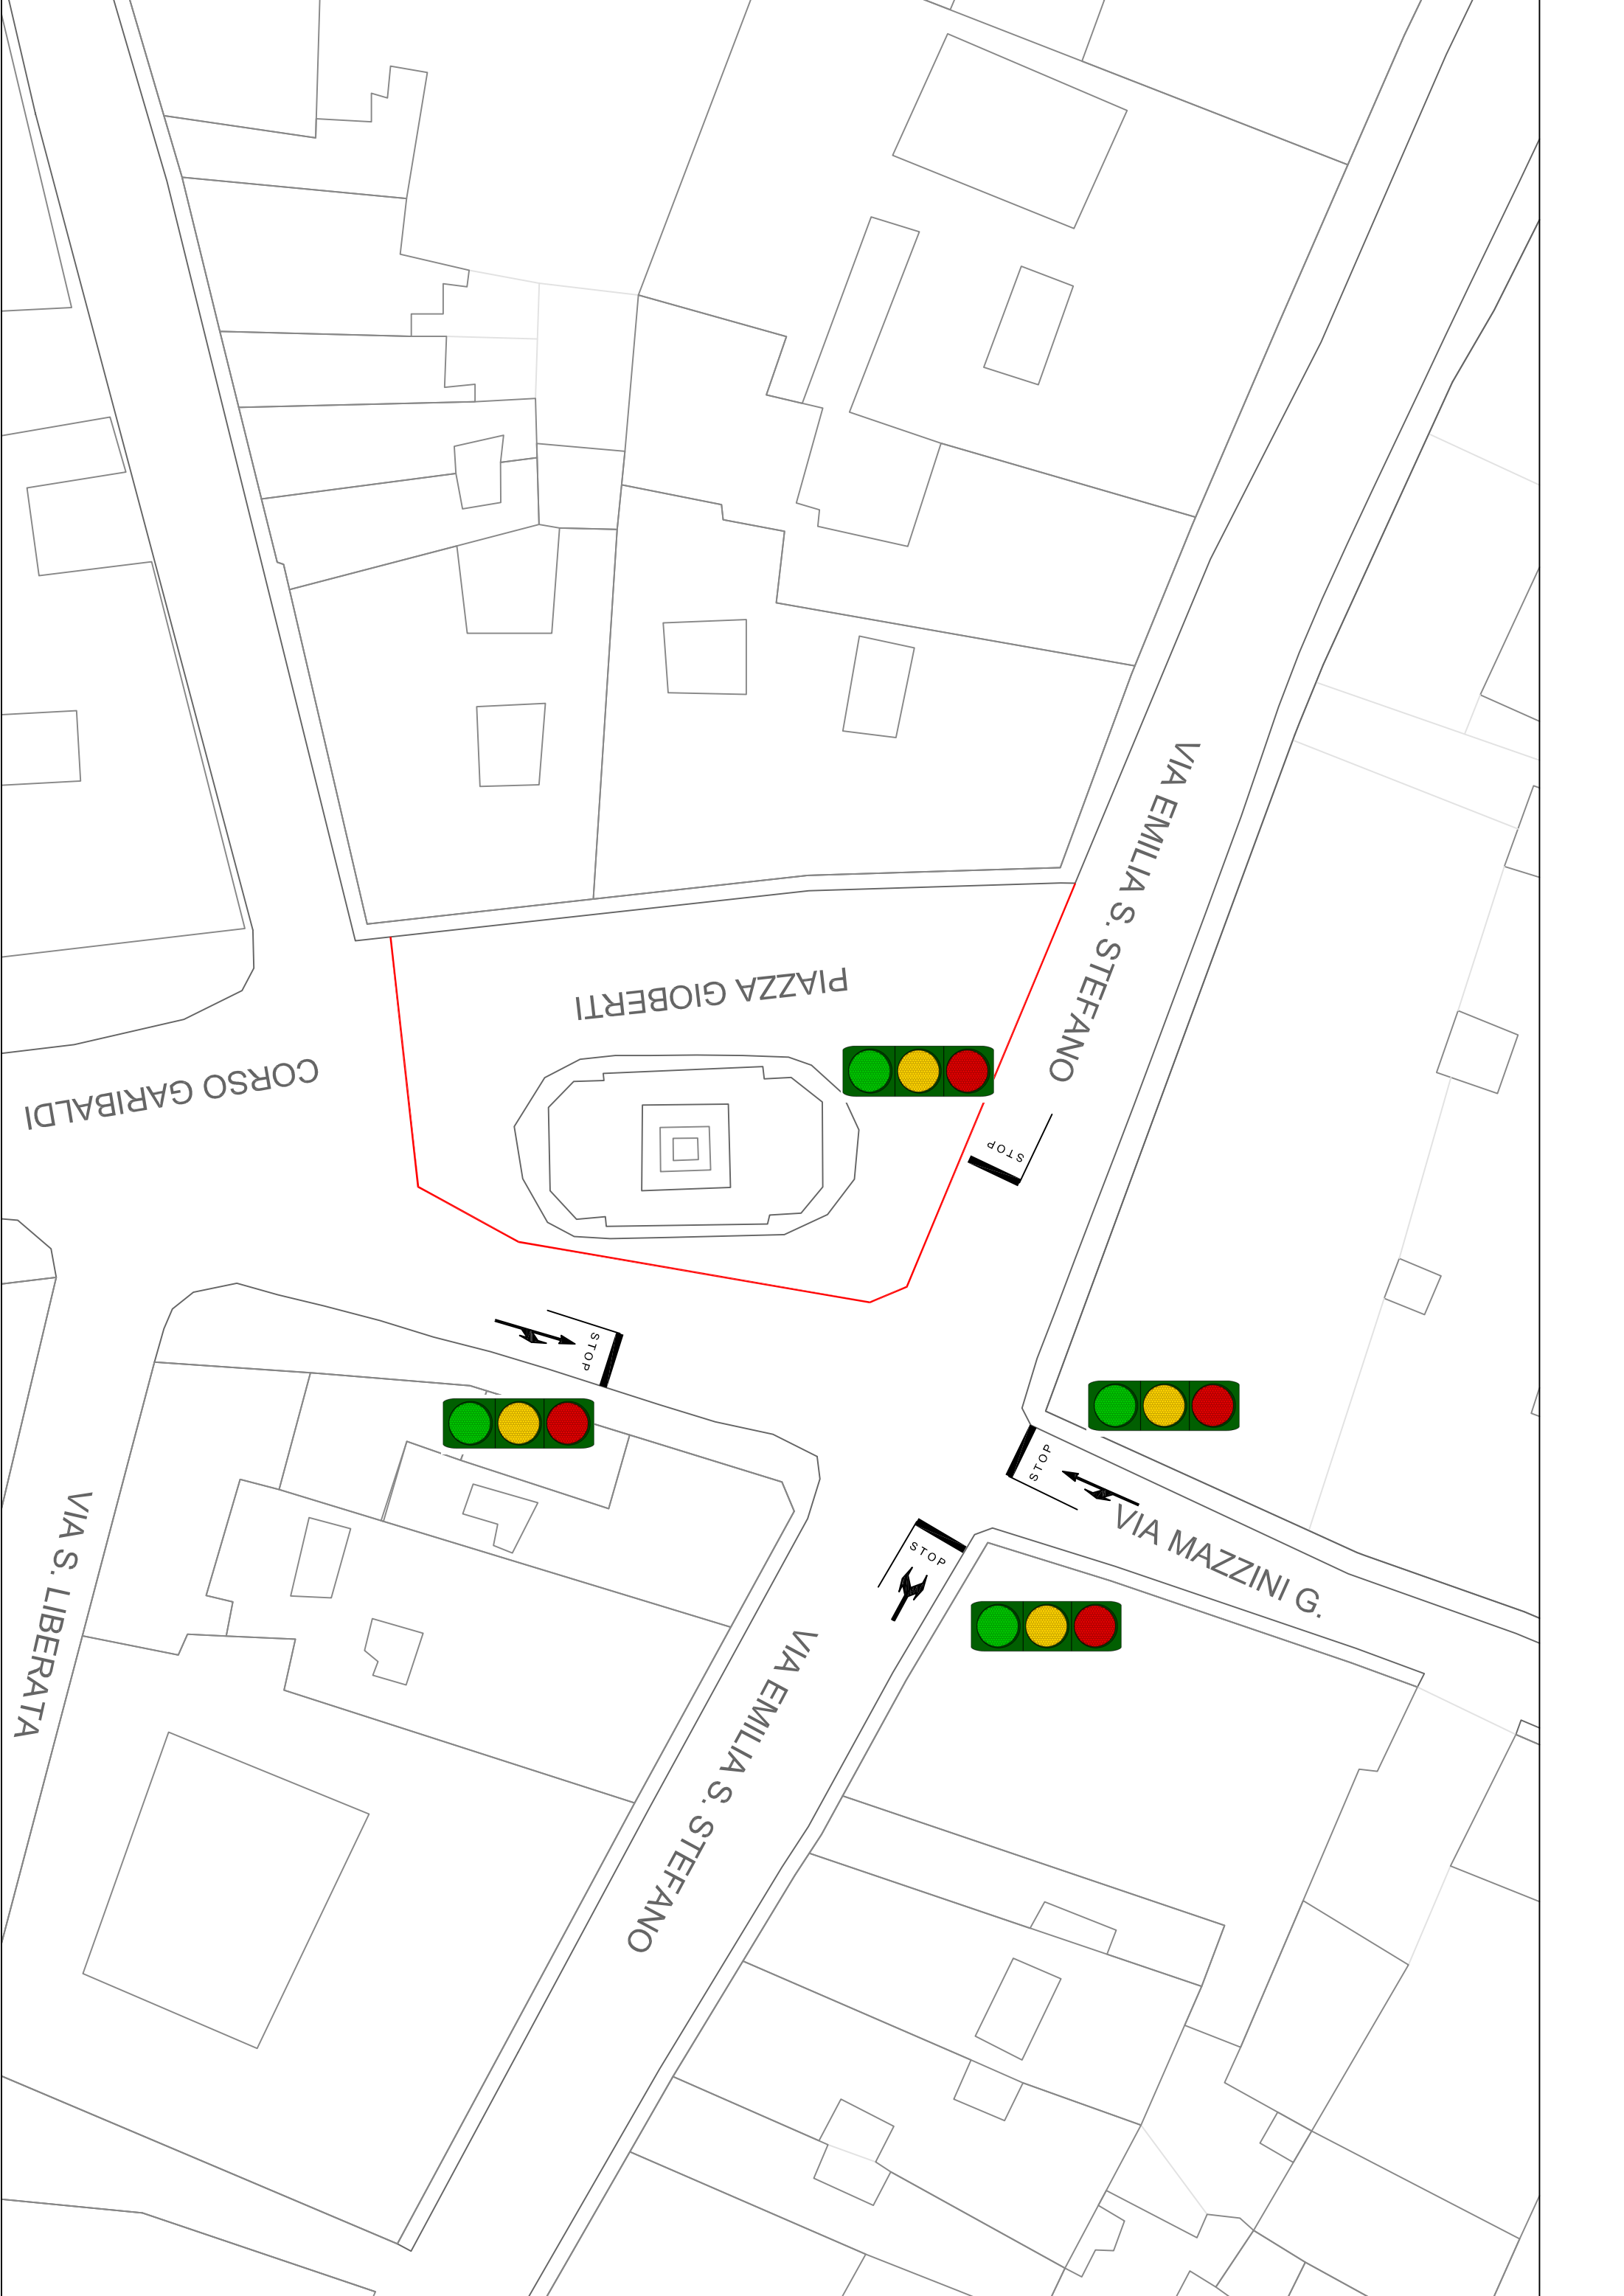 VIA EMILIA S. STEFANO
PIAZZA GIOBERTI
CORSO GARIBALDI
STOP
STOP
STOP
VIA MAZZINI G.
STOP
VIA S. LIBERATA
VIA EMILIA S. STEFANO